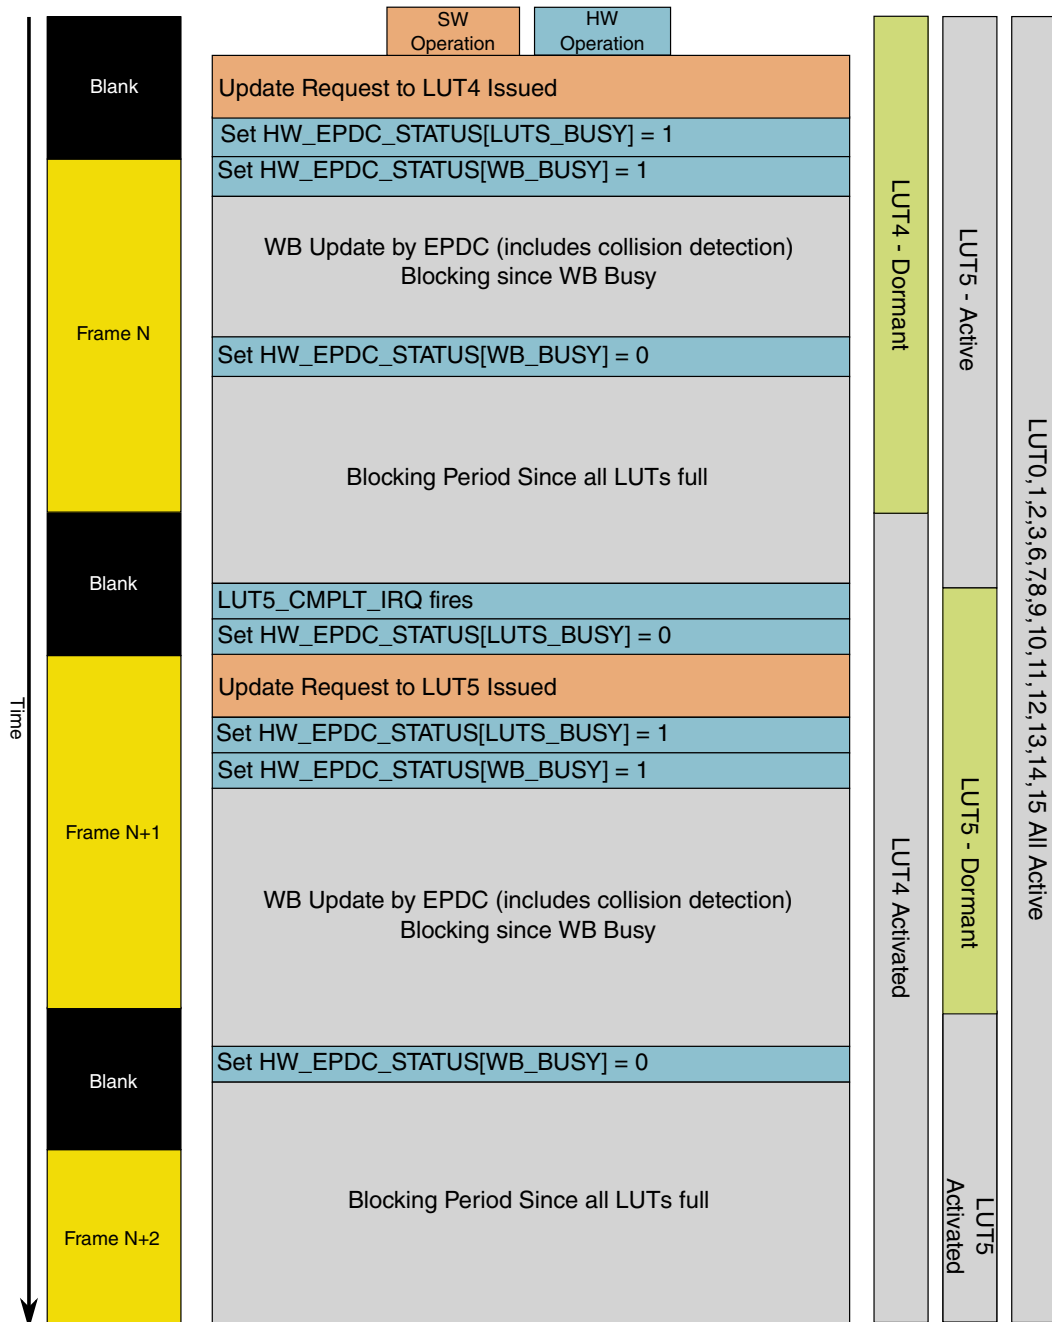 SW
Operation
HW
Operation
Blank
Update Request to LUT4 Issued
Set HW_EPDC_STATUS[LUTS_BUSY] = 1
Set HW_EPDC_STATUS[WB_BUSY] = 1
WB Update by EPDC (includes collision detection)
Blocking since WB Busy
Frame N
Set HW_EPDC_STATUS[WB_BUSY] = 0
Blocking Period Since all LUTs full
Blank
LUT5_CMPLT_IRQ fires
Set HW_EPDC_STATUS[LUTS_BUSY] = 0
Update Request to LUT5 Issued
Set HW_EPDC_STATUS[LUTS_BUSY] = 1
Set HW_EPDC_STATUS[WB_BUSY] = 1
Frame N+1
WB Update by EPDC (includes collision detection)
Blocking since WB Busy
Set HW_EPDC_STATUS[WB_BUSY] = 0
Blank
Blocking Period Since all LUTs full
Frame N+2
Time
LUT4 - Dormant
LUT4 Activated
LUT5 - Active
LUT5 - Dormant
LUT5
Activated
LUT0,1,2,3,6,7,8,9,10,11,12,13,14,15 All Active